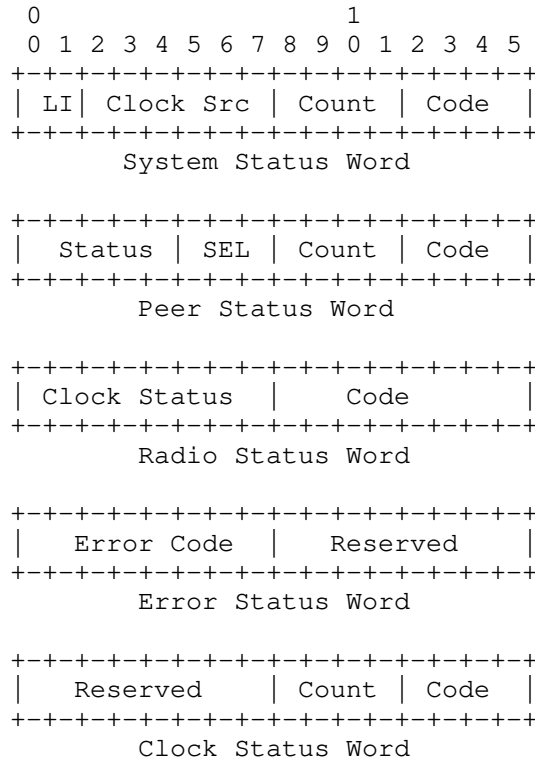 0                   1
 0 1 2 3 4 5 6 7 8 9 0 1 2 3 4 5
+-+-+-+-+-+-+-+-+-+-+-+-+-+-+-+-+
| LI| Clock Src | Count | Code  |
+-+-+-+-+-+-+-+-+-+-+-+-+-+-+-+-+
       System Status Word
+-+-+-+-+-+-+-+-+-+-+-+-+-+-+-+-+
|  Status | SEL | Count | Code  |
+-+-+-+-+-+-+-+-+-+-+-+-+-+-+-+-+
        Peer Status Word
+-+-+-+-+-+-+-+-+-+-+-+-+-+-+-+-+
| Clock Status  |    Code       |
+-+-+-+-+-+-+-+-+-+-+-+-+-+-+-+-+
        Radio Status Word
+-+-+-+-+-+-+-+-+-+-+-+-+-+-+-+-+
|   Error Code  |   Reserved    |
+-+-+-+-+-+-+-+-+-+-+-+-+-+-+-+-+
        Error Status Word
+-+-+-+-+-+-+-+-+-+-+-+-+-+-+-+-+
|   Reserved    | Count | Code  |
+-+-+-+-+-+-+-+-+-+-+-+-+-+-+-+-+
        Clock Status Word